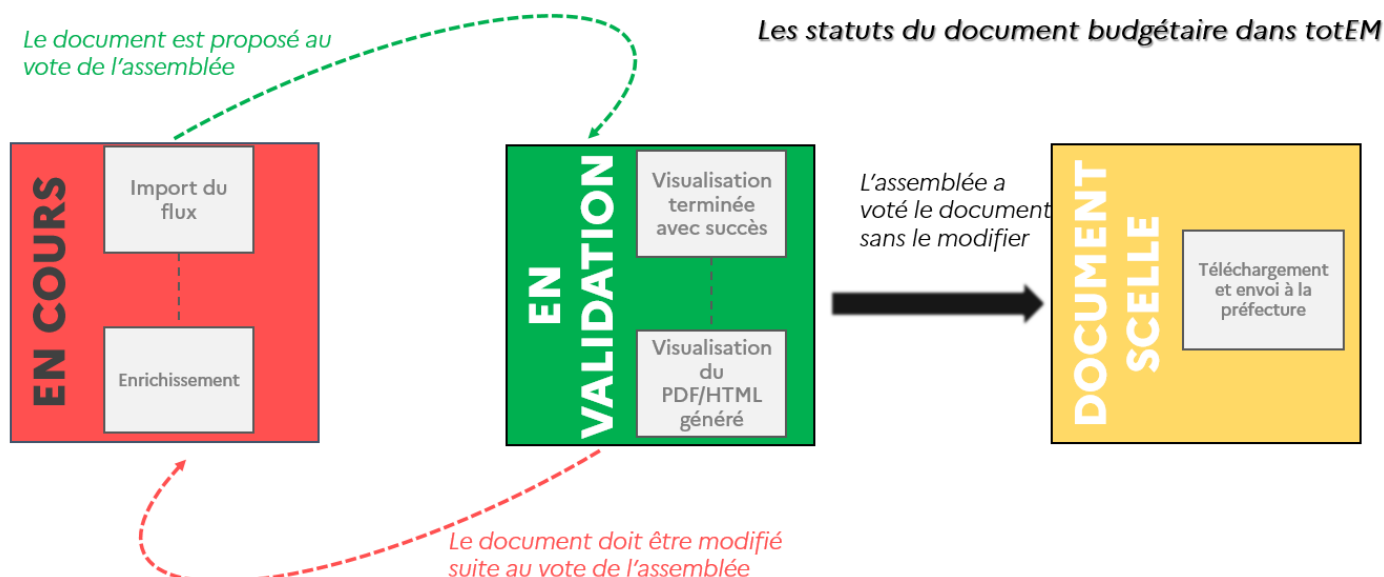 Les statuts du document budgétaire dans totEM
Le document est proposé au
vote de l'assemblée
EN COURS
Import du
flux
Enrichissement
EN
VALIDATION
Visualisation
terminée
avec succès
Visualisation
du
PDF/HTML
généré
L'assemblée a
voté le document
sans le modifier
DOCUMENT
SCELLE
Téléchargement
et envoi à la
préfecture
Le document doit être modifié
suite au vote de l'assemblée